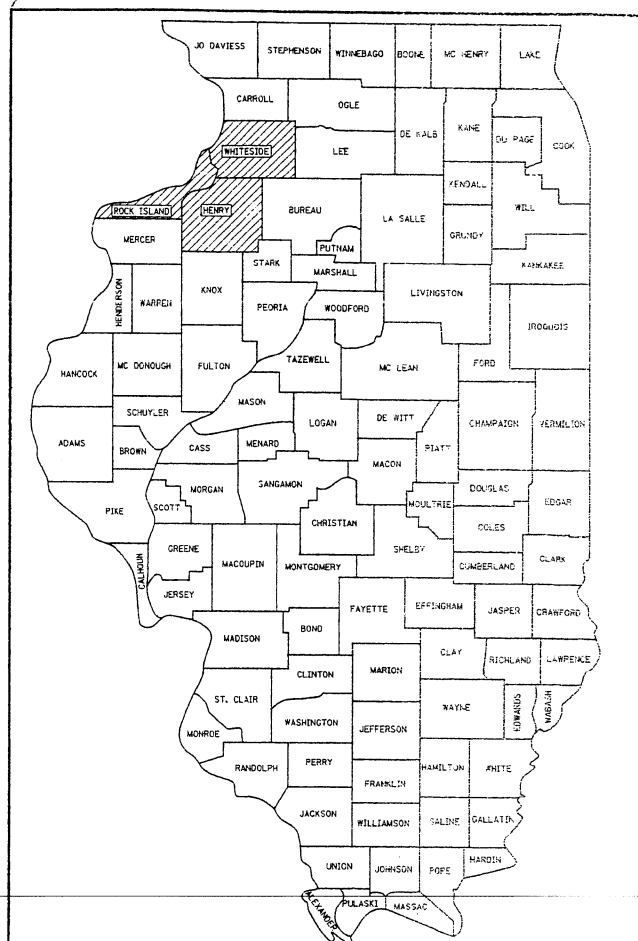 JO DAVIESS
STEPHENSON
WINNEBAGO
BOONE
MC HENRY
LAKE
CARROLL
OGLE
DE KALB
KANE
DU PAGE
COOK
WHITESIDE
LEE
KENDALL
WILL
ROCK ISLAND
HENRY
BUREAU
LA SALLE
GRUNDY
MERCER
PUTNAM
KANKAKEE
STARK
MARSHALL
HENDERSON
WARREN
KNOX
PEORIA
WOODFORD
LIVINGSTON
IROQUOIS
HANCOCK
MC DONOUGH
FULTON
TAZEWELL
MC LEAN
FORD
MASON
SCHUYLER
LOGAN
DE WITT
CHAMPAIGN
VERMILION
ADAMS
BROWN
CASS
MENARD
PIATT
MACON
MORGAN
SANGAMON
DOUGLAS
EDGAR
PIKE
SCOTT
MOULTRIE
CHRISTIAN
COLES
GREENE
MACOUPIN
MONTGOMERY
SHELBY
CUMBERLAND
CLARK
CALHOUN
JERSEY
FAYETTE
EFFINGHAM
JASPER
CRAWFORD
MADISON
BOND
CLAY
RICHLAND
LAWRENCE
CLINTON
MARION
ST. CLAIR
WAYNE
EDWARDS
WABASH
WASHINGTON
JEFFERSON
MONROE
RANDOLPH
PERRY
HAMILTON
WHITE
FRANKLIN
JACKSON
WILLIAMSON
SALINE
GALLATIN
UNION
JOHNSON
POPE
HARDIN
ALEXANDER
PULASKI
MASSAC